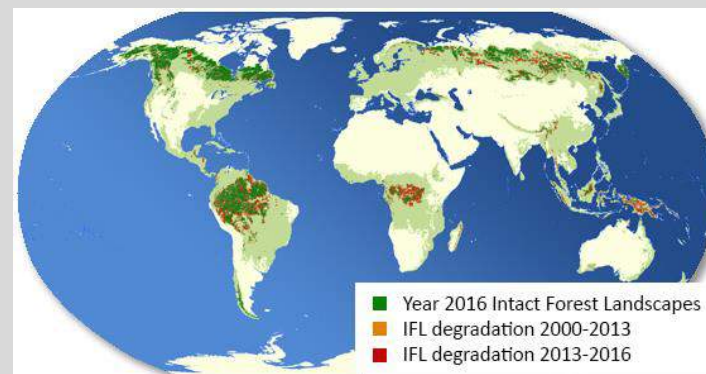 Year 2016 Intact Forest Landscapes
IFL degradation 2000-2013
IFL degradation 2013-2016